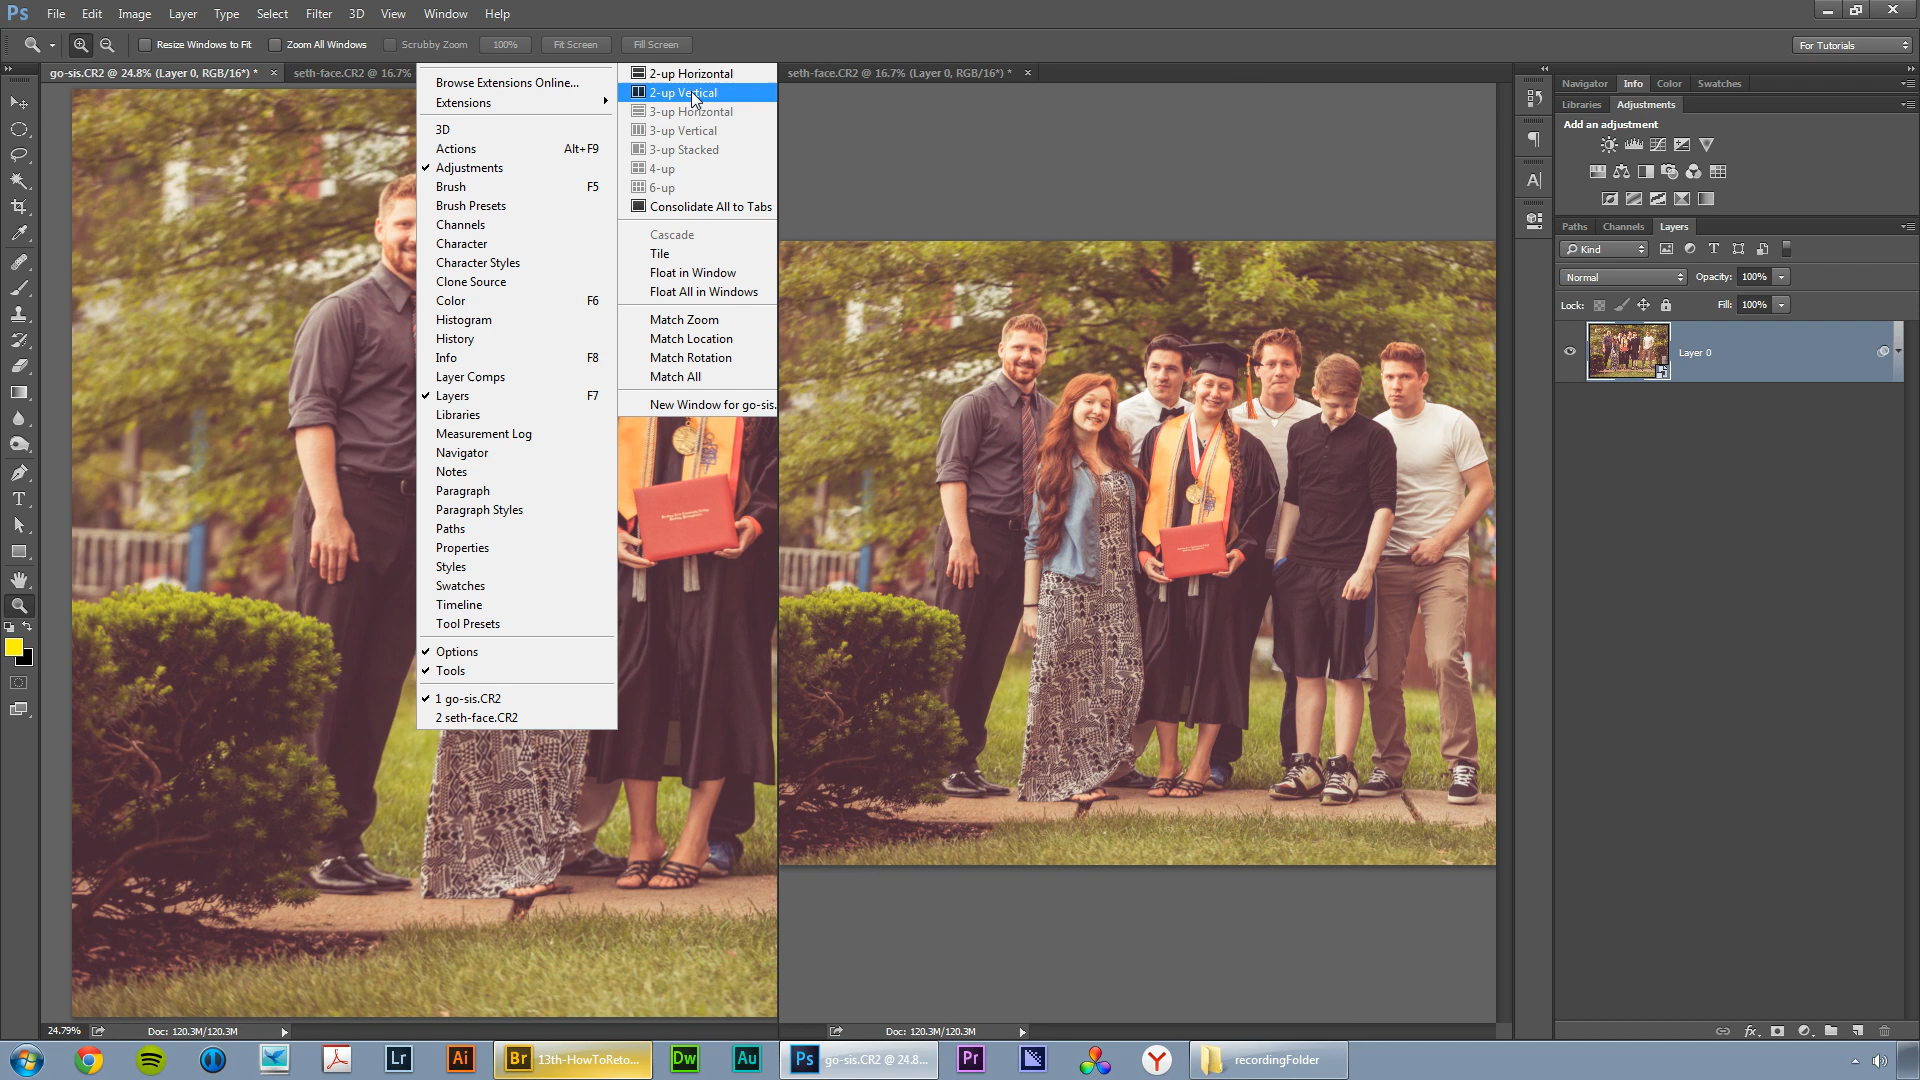 Ps File Edit Image Layer Type Select Filter 3D View Window Help
Resize Windows to Fit Zoom All Windows Scrubby Zoom 100% Fit Screen Fill Screen For Tutorials
go-sis.CR2 @ 24.8% (Layer 0, RGB/16*) * × seth-face.CR2 @ 16.7%
seth-face.CR2 @ 16.7% (Layer 0, RGB/16*) * ×
Browse Extensions Online...
Extensions
3D
Actions Alt+F9
Adjustments
Brush F5
Brush Presets
Channels
Character
Character Styles
Clone Source
Color F6
Histogram
History
Info F8
Layer Comps
Layers F7
Libraries
Measurement Log
Navigator
Notes
Paragraph
Paragraph Styles
Paths
Properties
Styles
Swatches
Timeline
Tool Presets
Options
Tools
1 go-sis.CR2
2 seth-face.CR2
2-up Horizontal
2-up Vertical
3-up Horizontal
3-up Vertical
3-up Stacked
4-up
6-up
Consolidate All to Tabs
Cascade
Tile
Float in Window
Float All in Windows
Match Zoom
Match Location
Match Rotation
Match All
New Window for go-sis.
Navigator Info Color Swatches
Libraries Adjustments
Add an adjustment
Paths Channels Layers
Kind
Normal Opacity: 100%
Lock: Fill: 100%
Layer 0
24.79% Doc: 120.3M/120.3M
Doc: 120.3M/120.3M
Lr Ai Br 13th-HowToReto... Dw Au Ps go-sis.CR2 @ 24.8... Pr recordingFolder